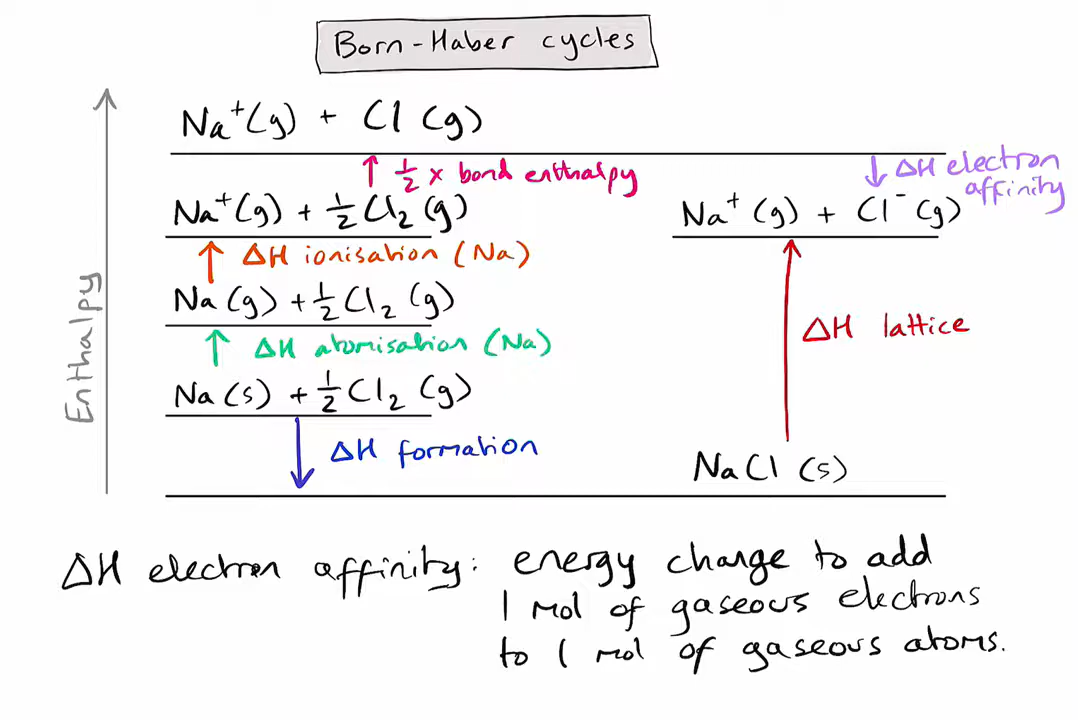 Born-Haber cycles
Enthalpy
Na⁺(g) + Cl (g)
↑ ½ × bond enthalpy
↓ ΔH electron
affinity
Na⁺(g) + ½Cl₂ (g)
Na⁺ (g) + Cl⁻ (g)
↑ ΔH ionisation (Na)
Na (g) + ½ Cl₂ (g)
ΔH lattice
↑ ΔH atomisation (Na)
Na (s) + ½ Cl₂ (g)
ΔH formation
NaCl (s)
ΔH electron affinity: energy change to add
1 mol of gaseous electrons
to 1 mol of gaseous atoms.